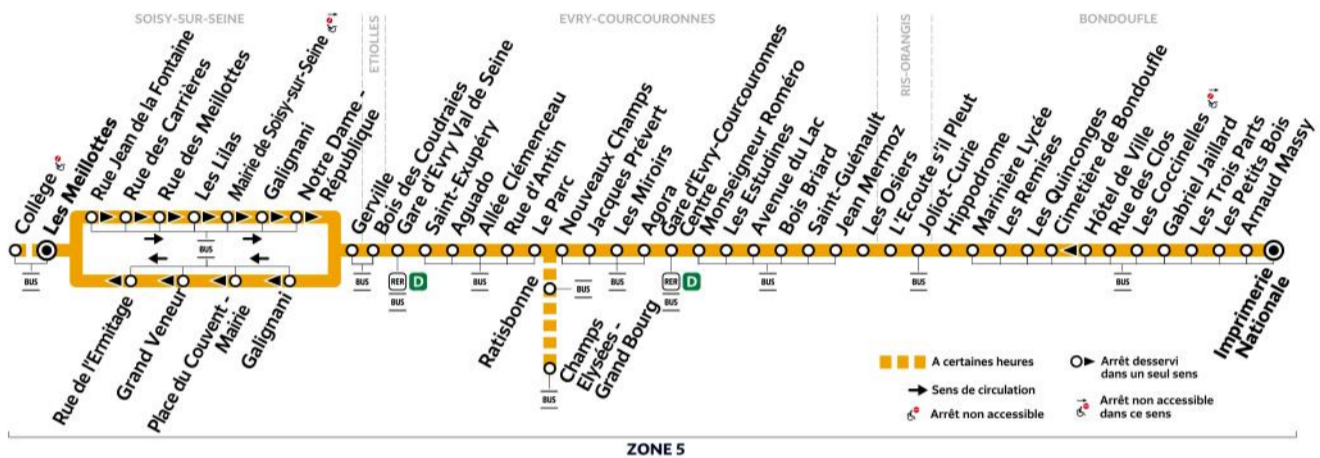 SOISY-SUR-SEINE
ETIOLLES
EVRY-COURCOURONNES
RIS-ORANGIS
BONDOUFLE
Collège
Les Meillottes
Rue Jean de la Fontaine
Rue des Carrières
Rue des Meillottes
Les Lilas
Mairie de Soisy-sur-Seine
Galignani
Notre Dame -
République
Gerville
Bois des Coudraies
Gare d'Evry Val de Seine
Saint-Exupéry
Aguado
Allée Clémenceau
Rue d'Antin
Le Parc
Nouveaux Champs
Jacques Prévert
Les Miroirs
Agora
Gare d'Evry-Courcouronnes
Centre
Monseigneur Roméro
Les Estudines
Avenue du Lac
Bois Briard
Saint-Guénault
Jean Mermoz
Les Osiers
L'Ecoute s'il Pleut
Joliot-Curie
Hippodrome
Marinière Lycée
Les Remises
Les Quinconges
Cimetière de Bondoufle
Hôtel de Ville
Rue des Clos
Les Coccinelles
Gabriel Jaillard
Les Trois Parts
Les Petits Bois
Arnaud Massy
Imprimerie
Nationale
BUS
BUS
BUS
RER D
BUS
BUS
BUS
BUS
RER D
BUS
BUS
BUS
BUS
Rue de l'Ermitage
Grand Veneur
Place du Couvent -
Mairie
Galignani
Ratisbonne
Champs
Elysées -
Grand Bourg
BUS
A certaines heures
Sens de circulation
Arrêt non accessible
Arrêt desservi
dans un seul sens
Arrêt non accessible
dans ce sens
ZONE 5